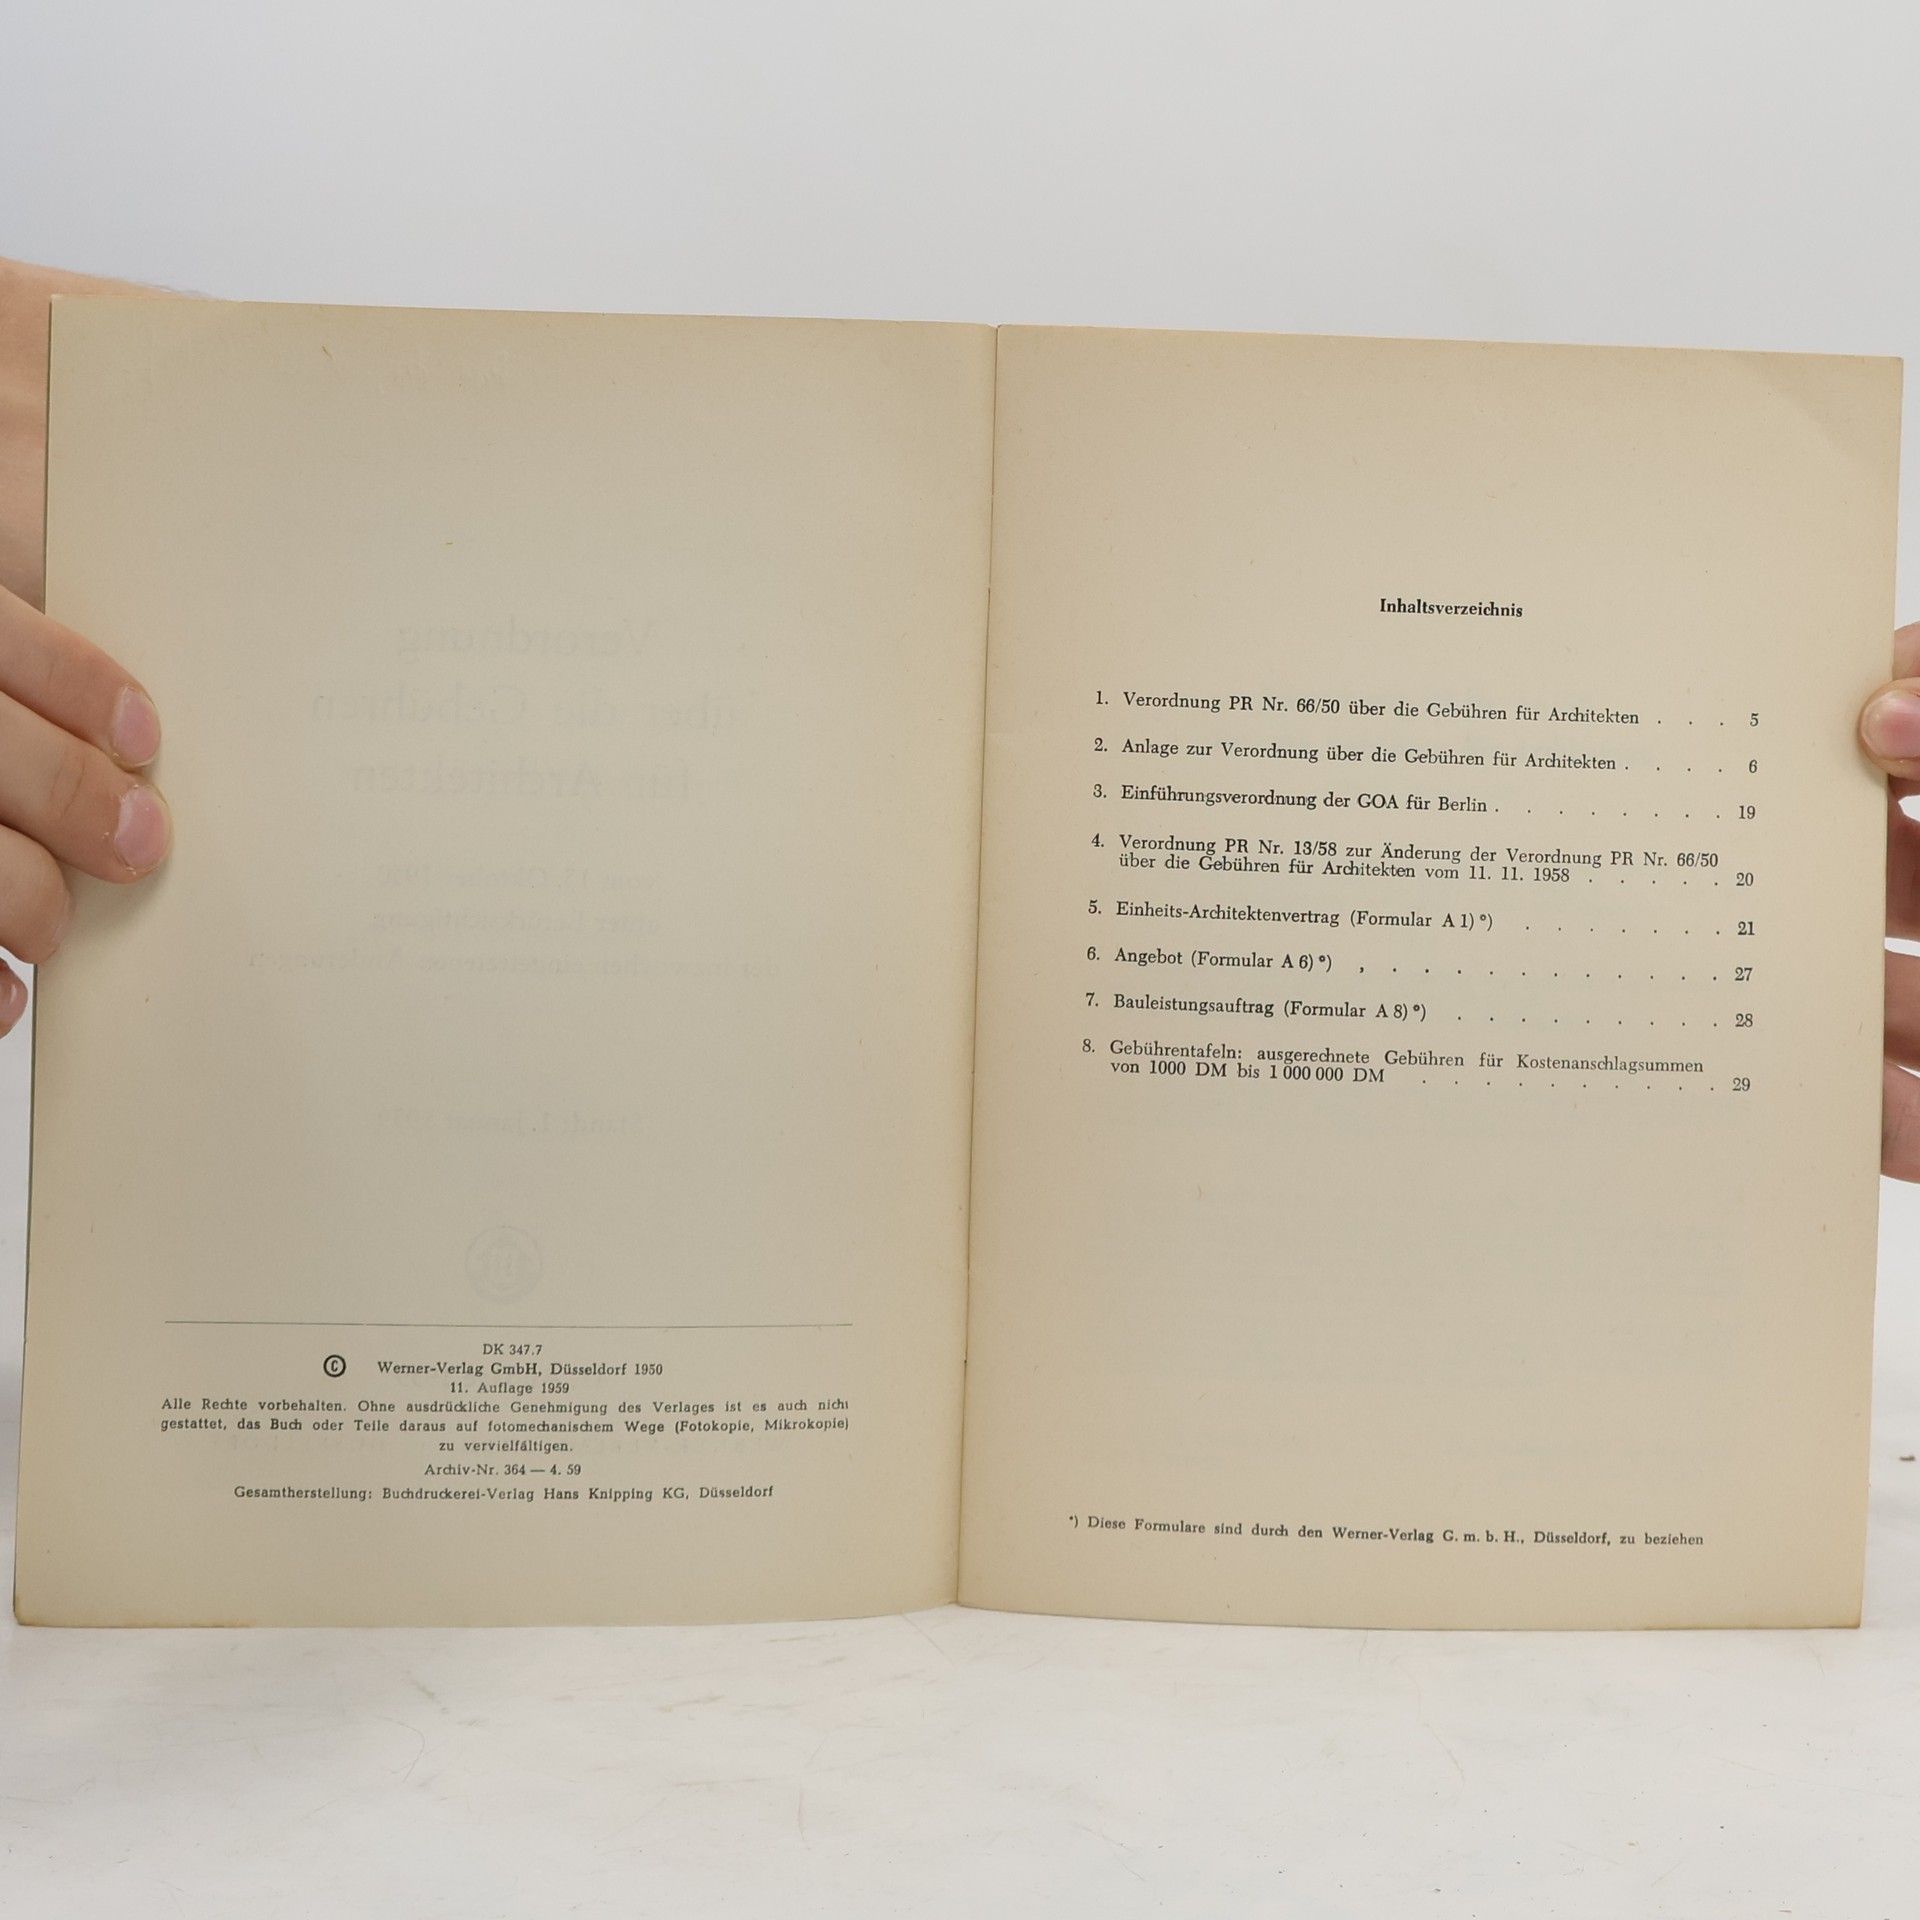 DK 347.7
© Werner-Verlag GmbH, Düsseldorf 1950
11. Auflage 1959
Alle Rechte vorbehalten. Ohne ausdrückliche Genehmigung des Verlages ist es auch nicht
gestattet, das Buch oder Teile daraus auf fotomechanischem Wege (Fotokopie, Mikrokopie)
zu vervielfältigen.
Archiv-Nr. 364 — 4. 59
Gesamtherstellung: Buchdruckerei-Verlag Hans Knipping KG, Düsseldorf
Inhaltsverzeichnis
1. Verordnung PR Nr. 66/50 über die Gebühren für Architekten . . . 5
2. Anlage zur Verordnung über die Gebühren für Architekten . . . . 6
3. Einführungsverordnung der GOA für Berlin . . . . . . . . 19
4. Verordnung PR Nr. 13/58 zur Änderung der Verordnung PR Nr. 66/50
über die Gebühren für Architekten vom 11. 11. 1958 . . . . . 20
5. Einheits-Architektenvertrag (Formular A 1) °) . . . . . . . 21
6. Angebot (Formular A 6) °) , . . . . . . . . . . . 27
7. Bauleistungsauftrag (Formular A 8) °) . . . . . . . . . 28
8. Gebührentafeln: ausgerechnete Gebühren für Kostenanschlagsummen
von 1000 DM bis 1 000 000 DM . . . . . . . . . . 29
°) Diese Formulare sind durch den Werner-Verlag G. m. b. H., Düsseldorf, zu beziehen